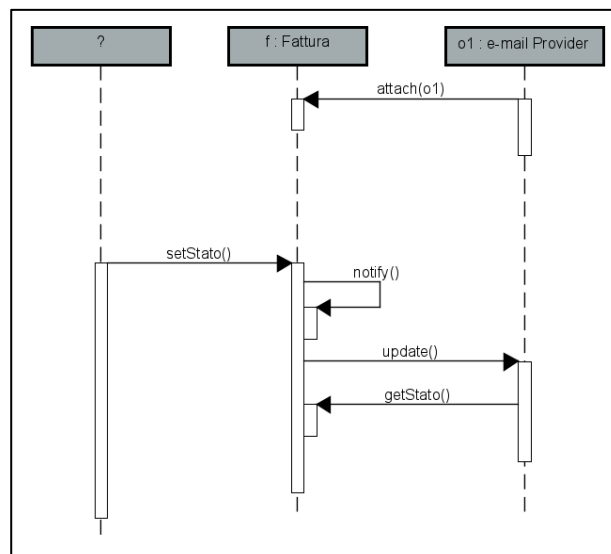 ?
f : Fattura
o1 : e-mail Provider
attach(o1)
setStato()
notify()
update()
getStato()